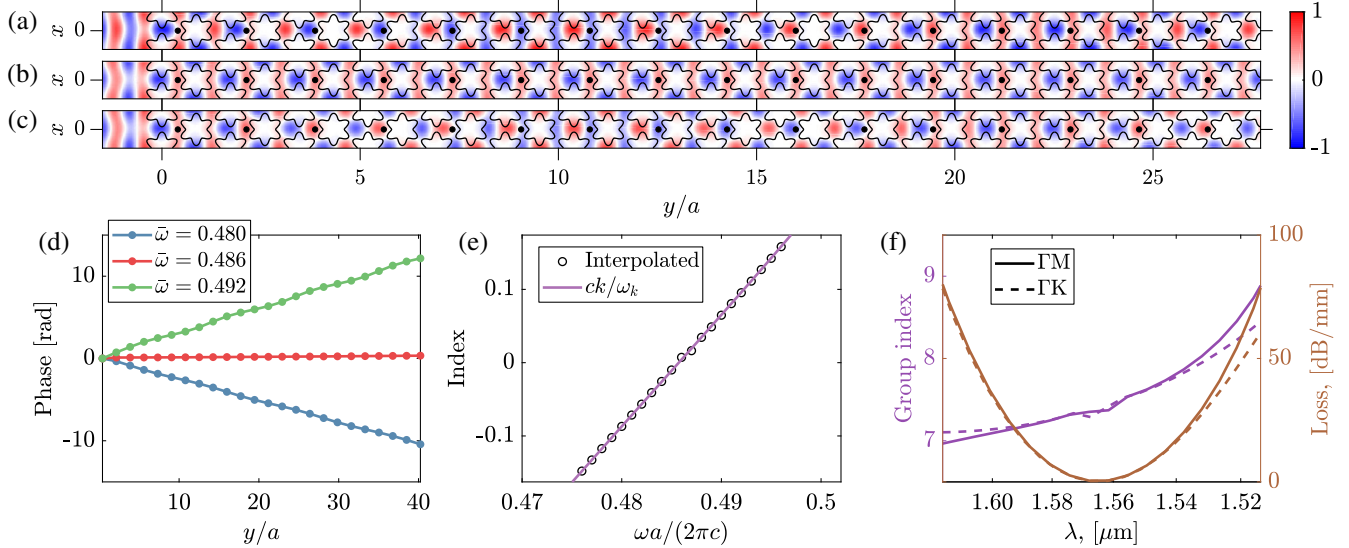 (a) x 0
(b) x 0
(c) x 0
1
0
-1
0 5 10 15 20 25
y/a
(d)
ω̄ = 0.480
ω̄ = 0.486
ω̄ = 0.492
Phase [rad]
10
0
-10
10 20 30 40
y/a
(e)
Interpolated
ck/ω_k
Index
0.1
0
-0.1
0.47 0.48 0.49 0.5
ωa/(2πc)
(f)
ΓM
ΓK
Group index
9
8
7
100
50
0
Loss, [dB/mm]
1.60 1.58 1.56 1.54 1.52
λ, [μm]